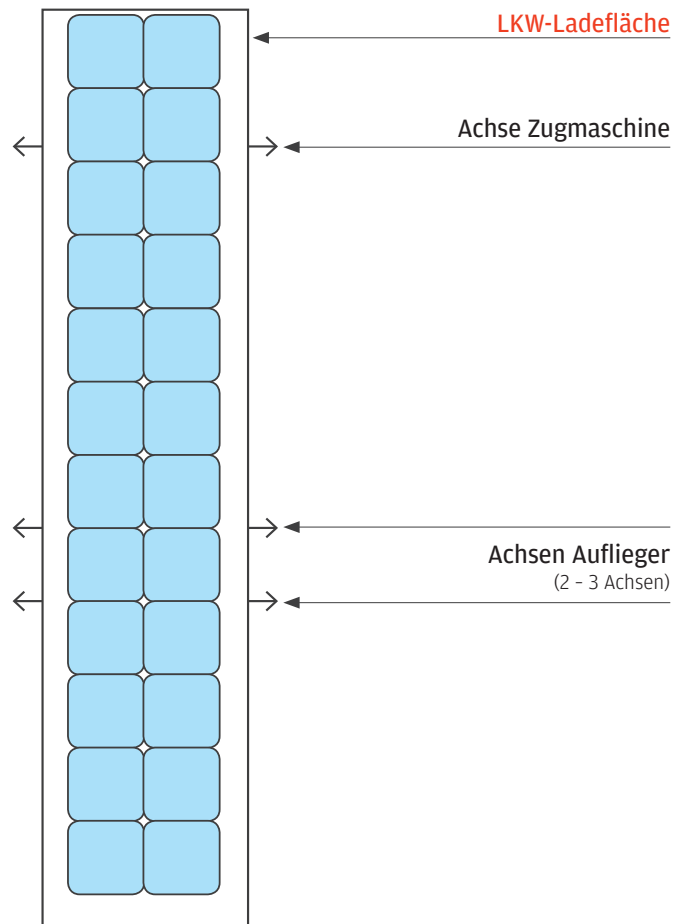 LKW-Ladefläche
Achse Zugmaschine
Achsen Auflieger
(2 - 3 Achsen)